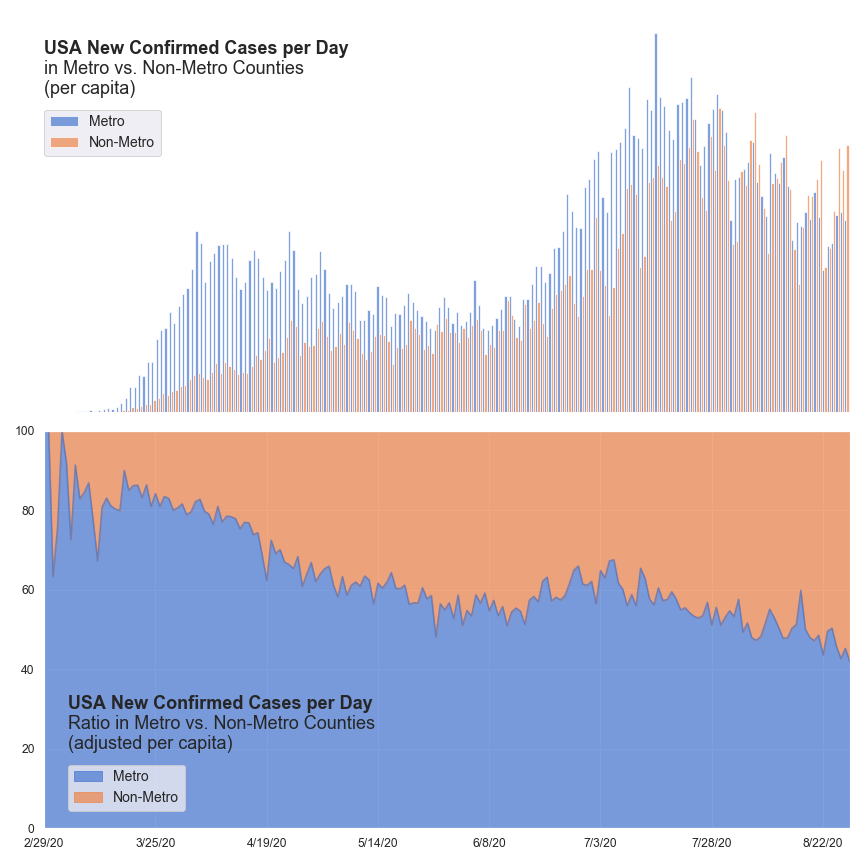 USA New Confirmed Cases per Day
in Metro vs. Non-Metro Counties
(per capita)
Metro
Non-Metro
100
80
60
40
20
0
USA New Confirmed Cases per Day
Ratio in Metro vs. Non-Metro Counties
(adjusted per capita)
Metro
Non-Metro
2/29/20 3/25/20 4/19/20 5/14/20 6/8/20 7/3/20 7/28/20 8/22/20